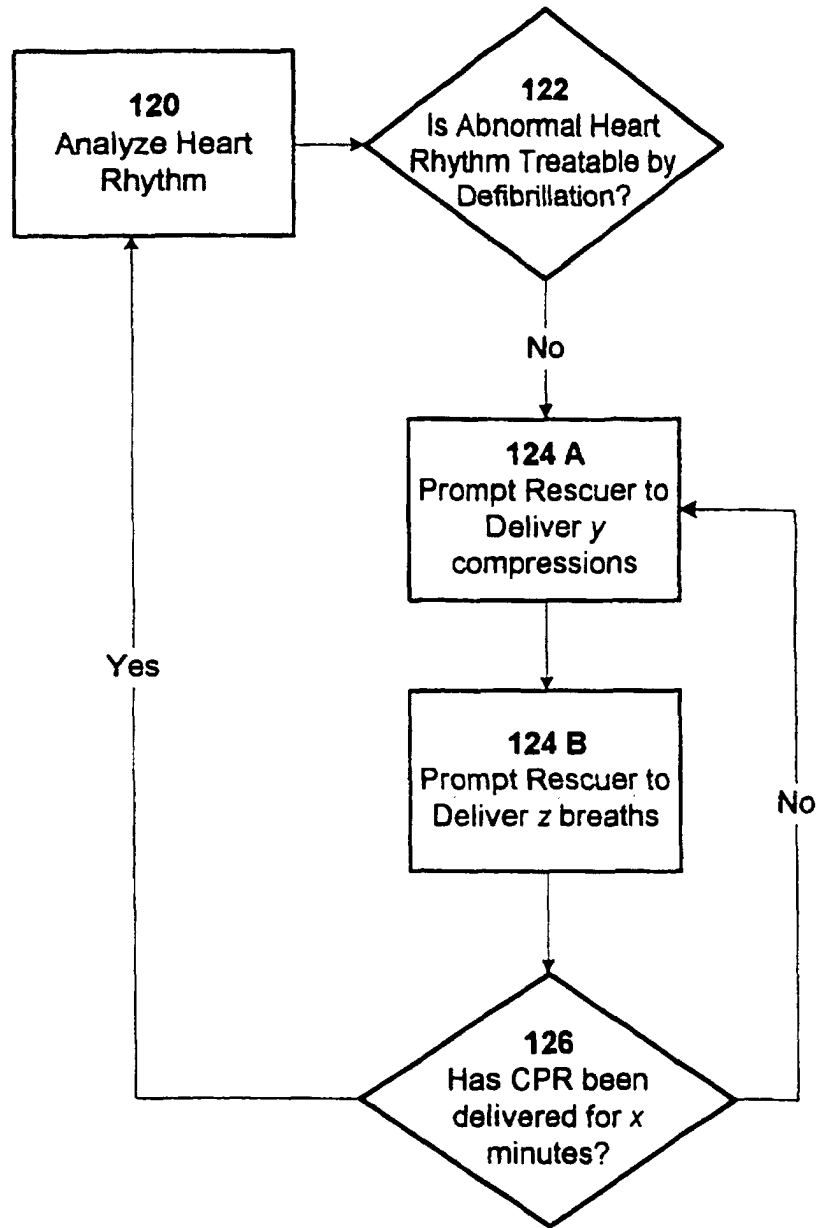 120
Analyze Heart
Rhythm
122
Is Abnormal Heart
Rhythm Treatable by
Defibrillation?
No
124 A
Prompt Rescuer to
Deliver y
compressions
Yes
124 B
Prompt Rescuer to
Deliver z breaths
No
126
Has CPR been
delivered for x
minutes?